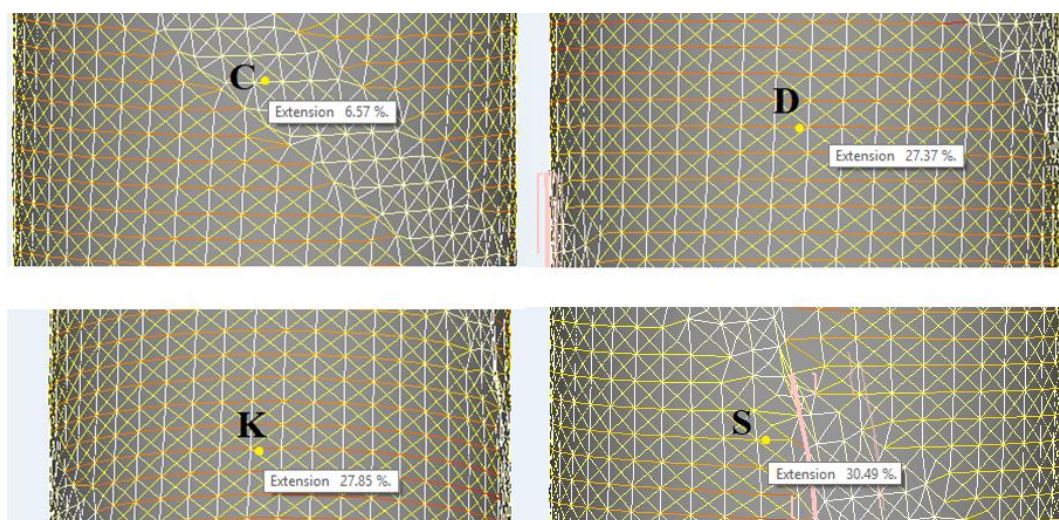 C
Extension 6.57 %.
D
Extension 27.37 %.
K
Extension 27.85 %.
S
Extension 30.49 %.